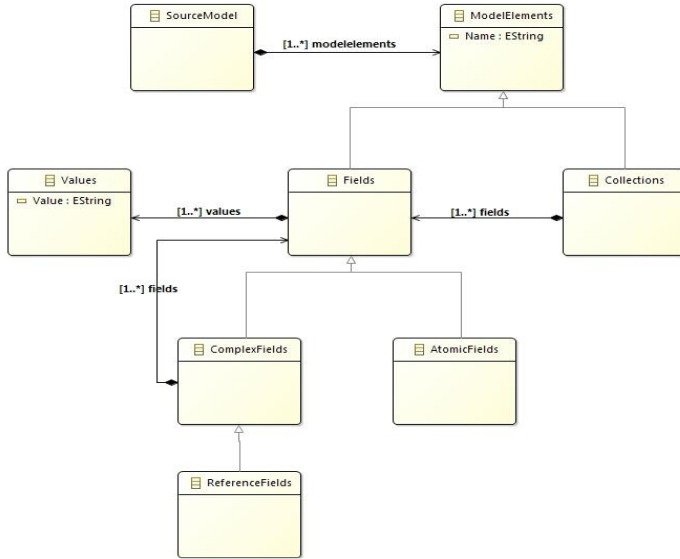 SourceModel
ModelElements
Name : EString
[1..*] modelelements
Values
Value : EString
Fields
Collections
[1..*] values
[1..*] fields
[1..*] fields
ComplexFields
AtomicFields
ReferenceFields